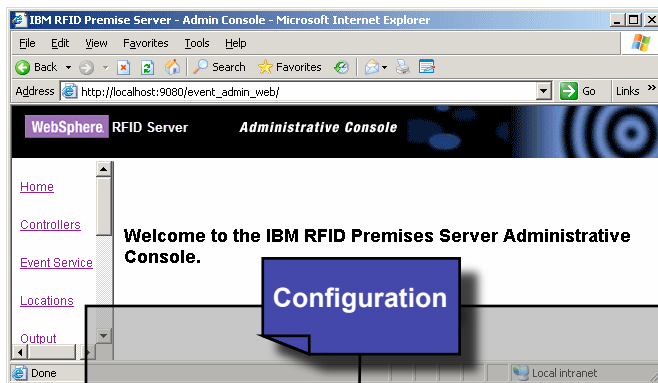 IBM RFID Premise Server - Admin Console - Microsoft Internet Explorer
File Edit View Favorites Tools Help
Back Search Favorites
Address http://localhost:9080/event_admin_web/ Go Links »
WebSphere. RFID Server Administrative Console
Home
Controllers
Event Service
Locations
Output
Welcome to the IBM RFID Premises Server Administrative
Console.
Configuration
Done Local intranet